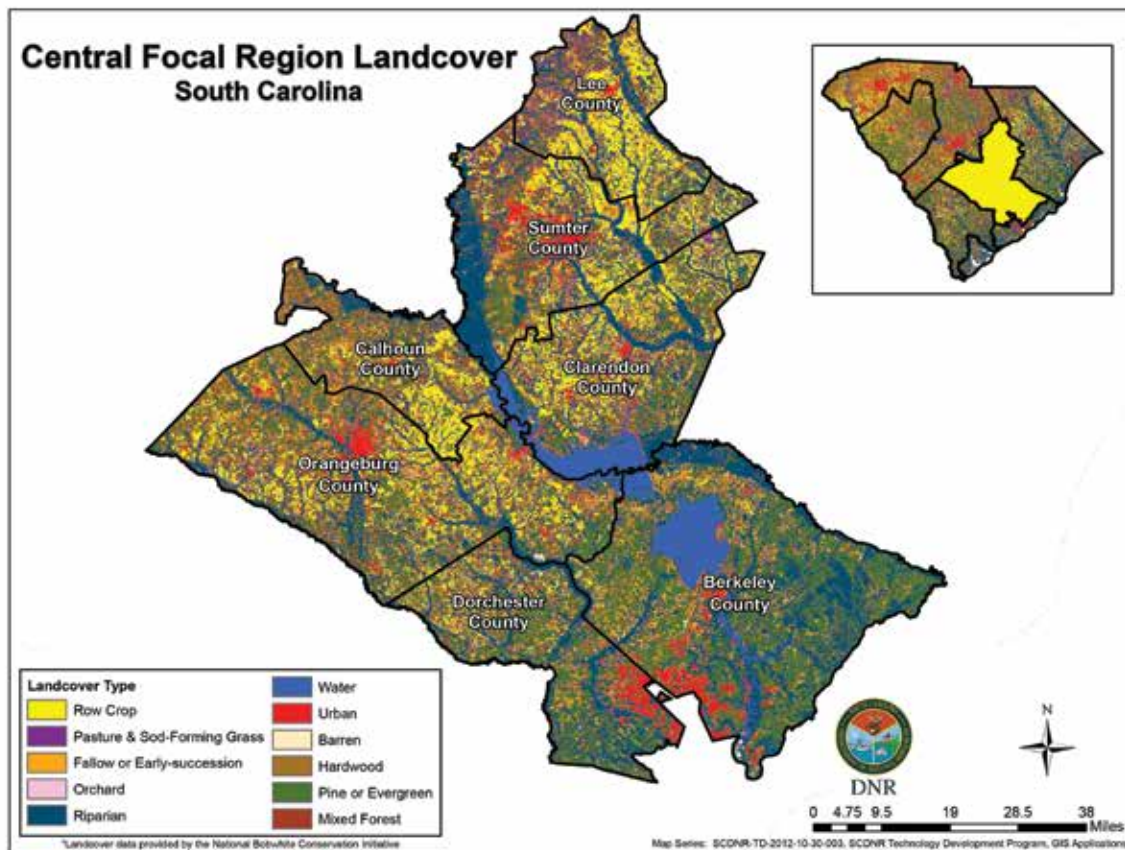 Central Focal Region Landcover
South Carolina
Lee
County
Sumter
County
Calhoun
County
Clarendon
County
Orangeburg
County
Berkeley
County
Dorchester
County
Landcover Type
Row Crop
Pasture & Sod-Forming Grass
Fallow or Early-succession
Orchard
Riparian
Water
Urban
Barren
Hardwood
Pine or Evergreen
Mixed Forest
DNR
N
0 4.75 9.5 19 28.5 38
Miles
*Landcover data provided by the National Bobwhite Conservation Initiative
Map Series: SCDNR-TD-2012-10-30-003, SCDNR Technology Development Program, GIS Applications